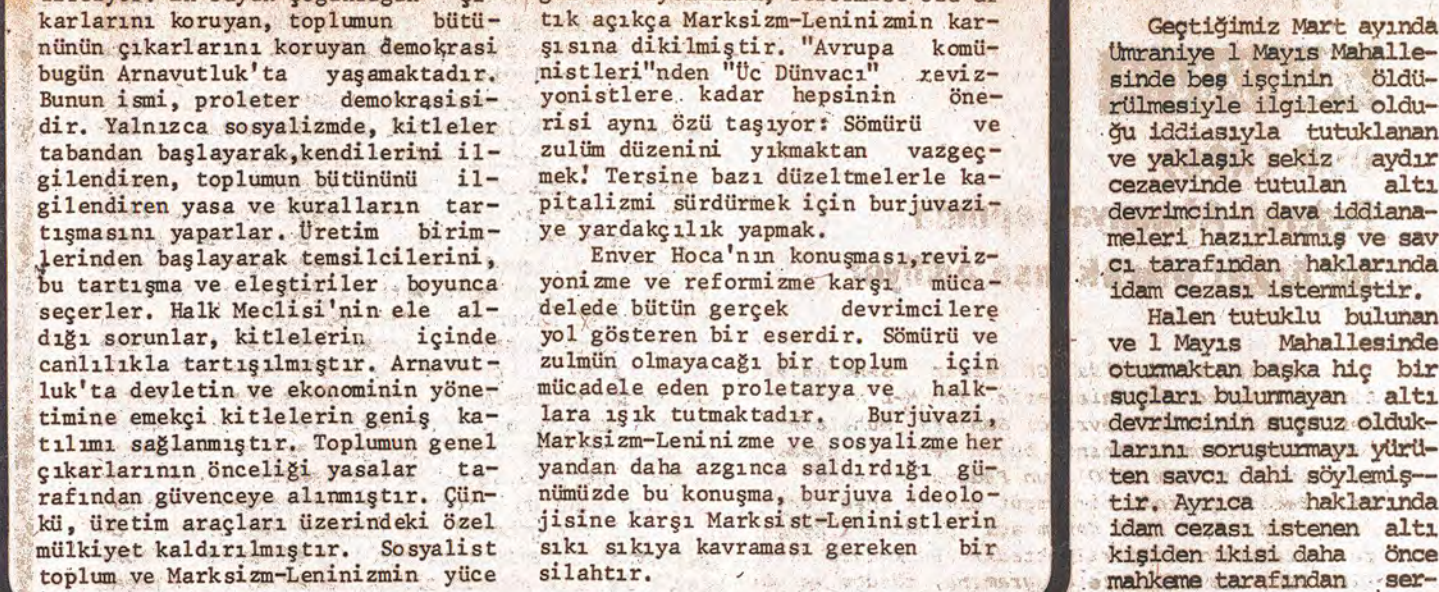 karlarını koruyan, toplumun bütü-
nünün çıkarlarını koruyan demokrasi
bugün Arnavutluk'ta yaşamaktadır.
Bunun ismi, proleter demokrasisi-
dir. Yalnızca sosyalizmde, kitleler
tabandan başlayarak,kendilerini il-
gilendiren, toplumun bütününü il-
gilendiren yasa ve kuralların tar-
tışmasını yaparlar. Üretim birim-
lerinden başlayarak temsilcilerini,
bu tartışma ve eleştiriler boyunca
seçerler. Halk Meclisi'nin ele al-
dığı sorunlar, kitlelerin içinde
canlılıkla tartışılmıştır. Arnavut-
luk'ta devletin ve ekonominin yöne-
timine emekçi kitlelerin geniş ka-
tılımı sağlanmıştır. Toplumun genel
çıkarlarının önceliği yasalar ta-
rafından güvenceye alınmıştır. Çün-
kü, üretim araçları üzerindeki özel
mülkiyet kaldırılmıştır. Sosyalist
toplum ve Marksizm-Leninizmin yüce
tık açıkça Marksizm-Leninizmin kar-
şısına dikilmiştir. "Avrupa komü-
nistleri"nden "Üc Dünvacı" reviz-
yonistlere kadar hepsinin öne-
risi aynı özü taşıyor: Sömürü ve
zulüm düzenini yıkmaktan vazgeç-
mek! Tersine bazı düzeltmelerle ka-
pitalizmi sürdürmek için burjuvazi-
ye yardakçılık yapmak.
Enver Hoca'nın konuşması,reviz-
yonizme ve reformizme karşı müca-
delede bütün gerçek devrimcilere
yol gösteren bir eserdir. Sömürü ve
zulmün olmayacağı bir toplum için
mücadele eden proletarya ve halk-
lara ışık tutmaktadır. Burjuvazi,
Marksizm-Leninizme ve sosyalizme her
yandan daha azgınca saldırdığı gü-
nümüzde bu konuşma, burjuva ideolo-
jisine karşı Marksist-Leninistlerin
sıkı sıkıya kavraması gereken bir
silahtır.
Geçtiğimiz Mart ayında
Ümraniye 1 Mayıs Mahalle-
sinde beş işçinin öldü-
rülmesiyle ilgileri oldu-
ğu iddiasıyla tutuklanan
ve yaklaşık sekiz aydır
cezaevinde tutulan altı
devrimcinin dava iddiana-
meleri hazırlanmış ve sav
cı tarafından haklarında
idam cezası istenmiştir.
Halen tutuklu bulunan
ve 1 Mayıs Mahallesinde
oturmaktan başka hiç bir
suçları bulunmayan altı
devrimcinin suçsuz olduk-
larını soruşturmayı yürü-
ten savcı dahi söylemiş--
tir. Ayrıca haklarında
idam cezası istenen altı
kişiden ikisi daha önce
mahkeme tarafından ser-